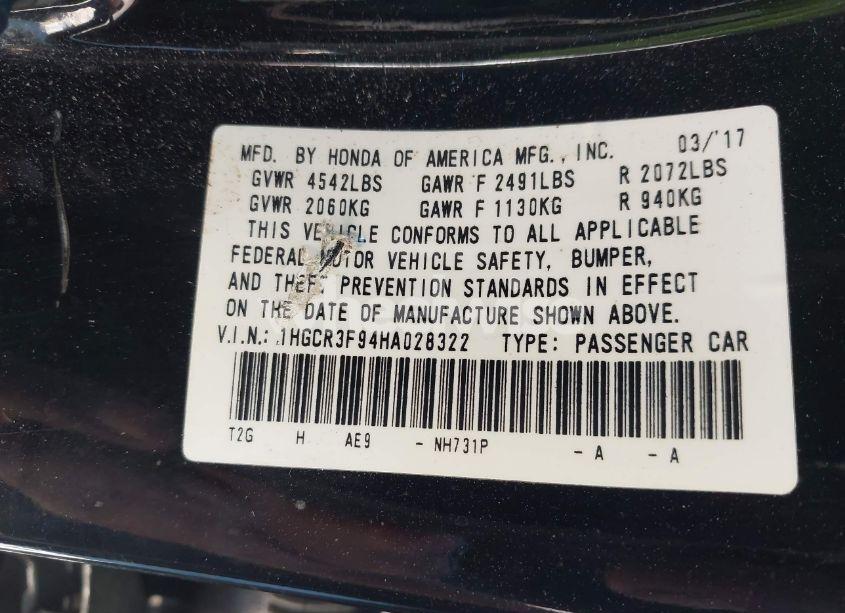 MFD. BY HONDA OF AMERICA MFG., INC. 03/'17
GVWR 4542LBS GAWR F 2491LBS R 2072LBS
GVWR 2060KG GAWR F 1130KG R 940KG
THIS VEHICLE CONFORMS TO ALL APPLICABLE
FEDERAL MOTOR VEHICLE SAFETY, BUMPER,
AND THEFT PREVENTION STANDARDS IN EFFECT
ON THE DATE OF MANUFACTURE SHOWN ABOVE.
V.I.N.: 1HGCR3F94HA028322 TYPE: PASSENGER CAR
T2G H AE9 - NH731P - A - A